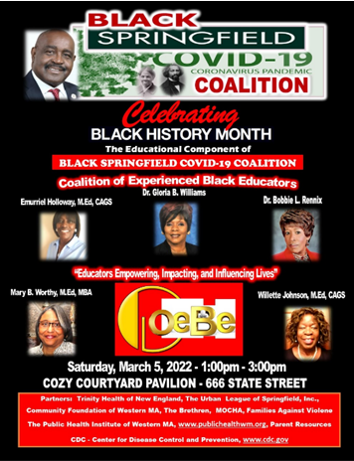 BLACK
SPRINGFIELD
COVID-19
CORONAVIRUS PANDEMIC
COALITION
Celebrating
BLACK HISTORY MONTH
The Educational Component of
BLACK SPRINGFIELD COVID-19 COALITION
Coalition of Experienced Black Educators
Dr. Gloria B. Williams
Emurriel Holloway, M.Ed, CAGS
Dr. Bobbie L. Rennix
"Educators Empowering, Impacting, and Influencing Lives"
Mary B. Worthy, M.Ed, MBA
Willette Johnson, M.Ed, CAGS
COEBE
Saturday, March 5, 2022 - 1:00pm - 3:00pm
COZY COURTYARD PAVILION - 666 STATE STREET
Partners: Trinity Health of New England, The Urban League of Springfield, Inc.,
Community Foundation of Western MA, The Brethren, MOCHA, Families Against Violene
The Public Health Institute of Western MA, www.publichealthwm.org, Parent Resources
CDC - Center for Disease Control and Prevention, www.cdc.gov